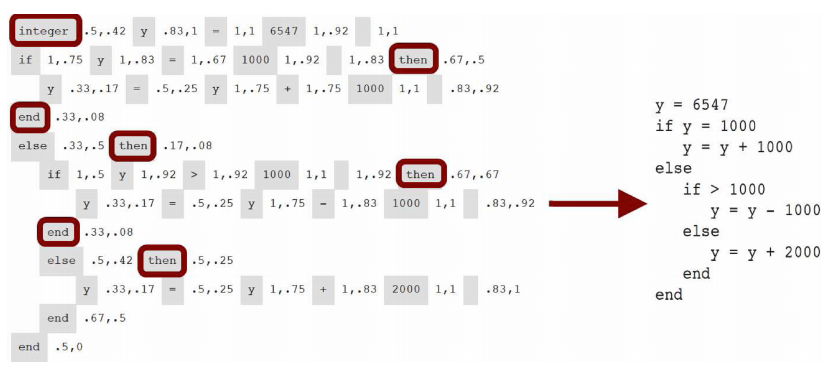 integer .5,.42 y .83,1 = 1,1 6547 1,.92 1,1
if 1,.75 y 1,.83 = 1,.67 1000 1,.92 1,.83 then .67,.5
y .33,.17 = .5,.25 y 1,.75 + 1,.75 1000 1,1 .83,.92
end .33,.08
else .33,.5 then .17,.08
if 1,.5 y 1,.92 > 1,.92 1000 1,1 1,.92 then .67,.67
y .33,.17 = .5,.25 y 1,.75 - 1,.83 1000 1,1 .83,.92
end .33,.08
else .5,.42 then .5,.25
y .33,.17 = .5,.25 y 1,.75 + 1,.83 2000 1,1 .83,1
end .67,.5
end .5,0
y = 6547
if y = 1000
y = y + 1000
else
if > 1000
y = y - 1000
else
y = y + 2000
end
end